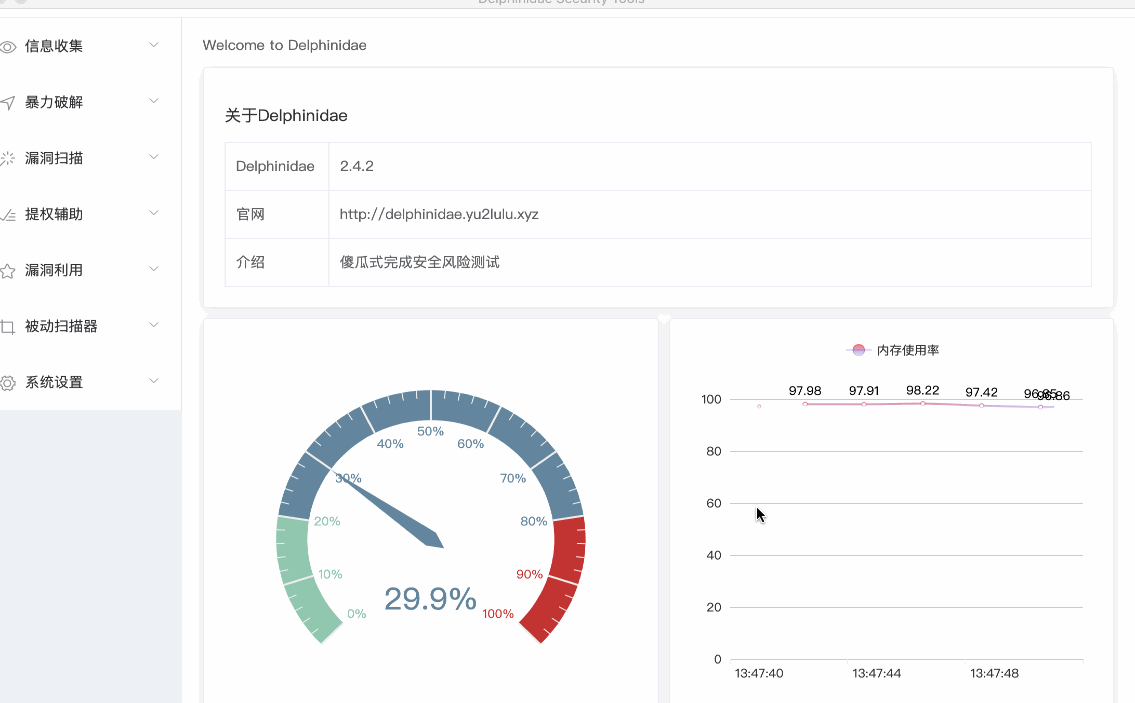 Delphinidae Security Tools
信息收集
暴力破解
漏洞扫描
提权辅助
漏洞利用
被动扫描器
系统设置
Welcome to Delphinidae
关于Delphinidae
Delphinidae 2.4.2
官网 http://delphinidae.yu2lulu.xyz
介绍 傻瓜式完成安全风险测试
50%
40% 60%
30% 70%
20% 80%
10% 90%
0% 100%
29.9%
内存使用率
97.98 97.91 98.22 97.42 96.86
100
80
60
40
20
0
13:47:40 13:47:44 13:47:48